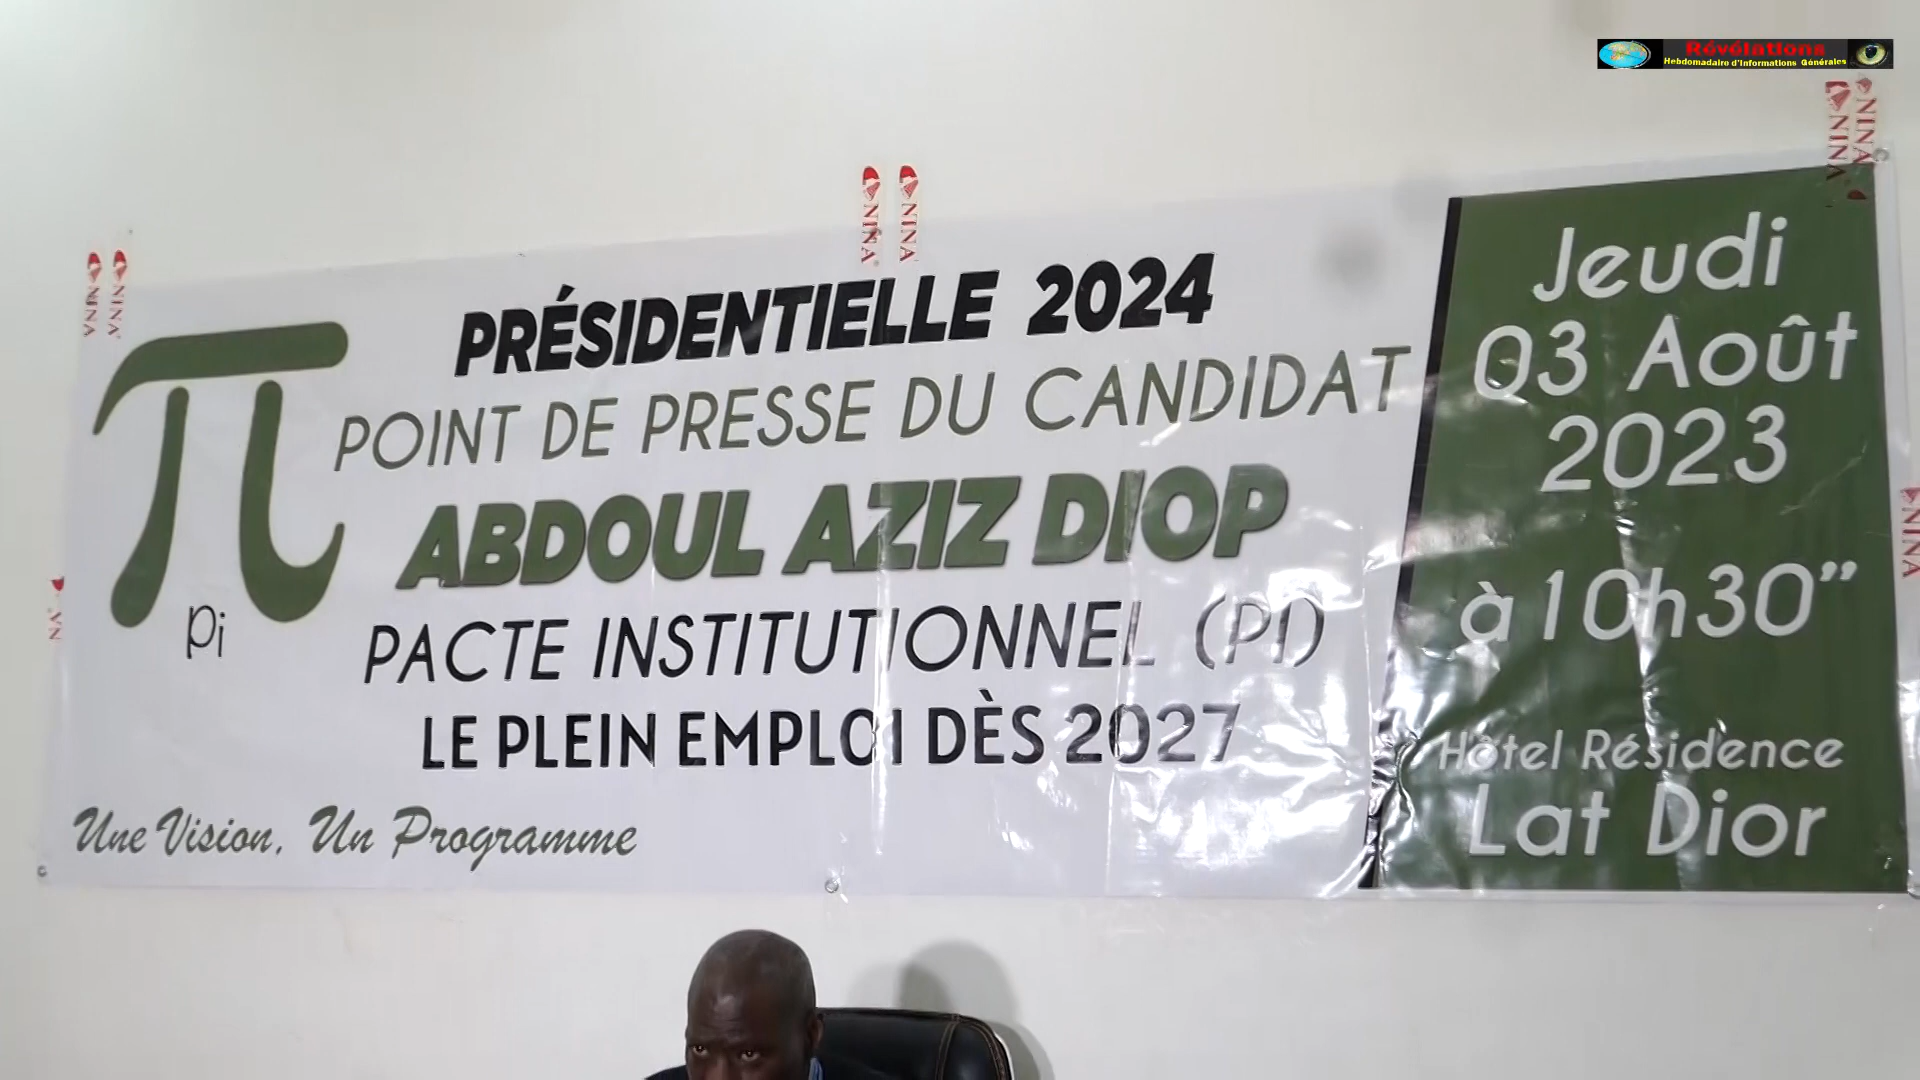 Révélations
Hebdomadaire d'Informations Générales
NINA
NINA
NINA
NINA
NINA
NINA
NINA
PRÉSIDENTIELLE 2024
POINT DE PRESSE DU CANDIDAT
ABDOUL AZIZ DIOP
PACTE INSTITUTIONNEL (PI)
LE PLEIN EMPLOI DÈS 2027
pi
Une Vision, Un Programme
Jeudi
03 Août
2023
à 10h30"
Hôtel Résidence
Lat Dior